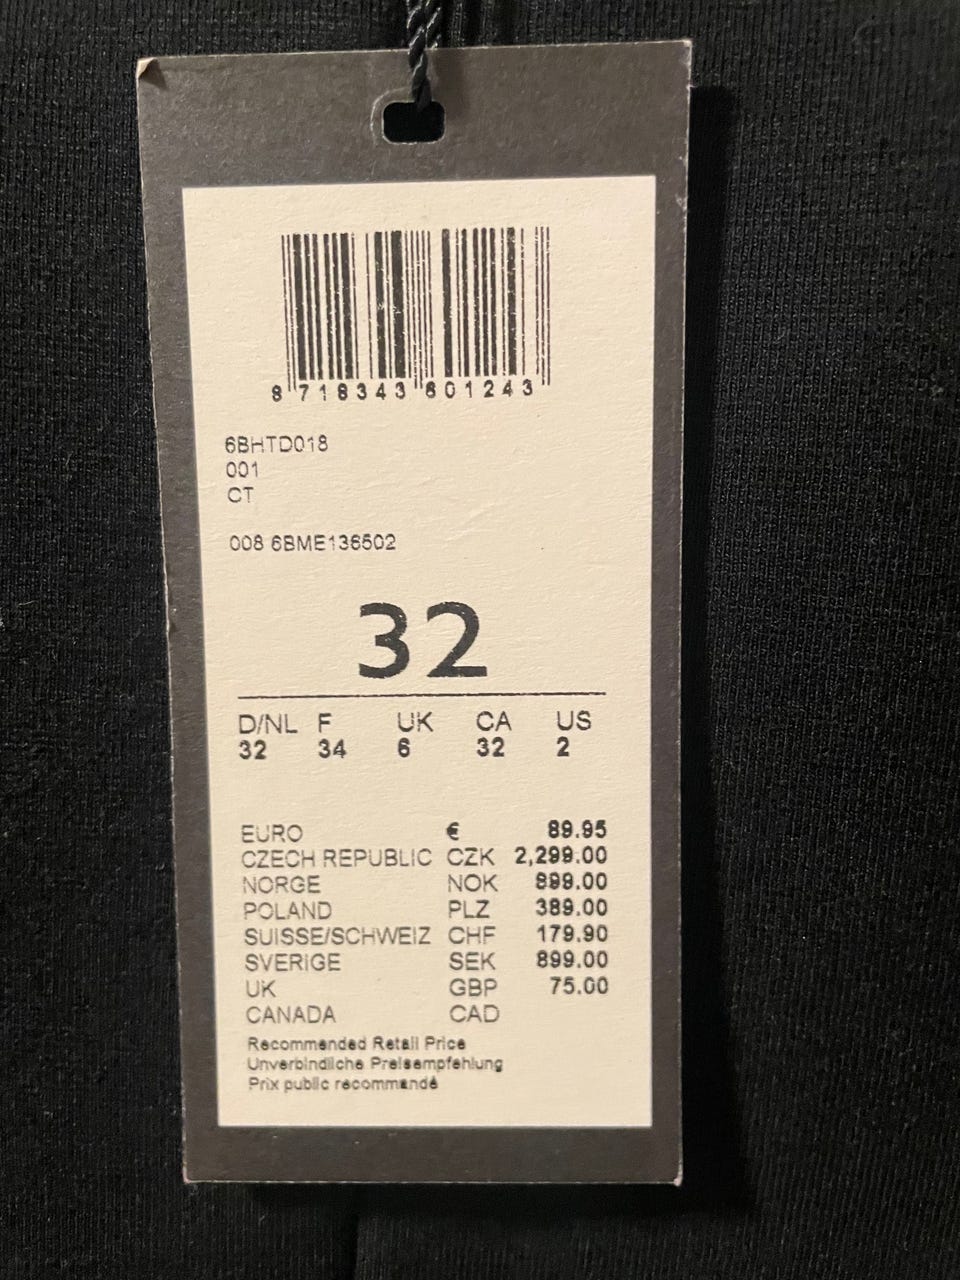 8 718343 601243
6BHTD018
001
CT
008 6BME136502
32
D/NL F UK CA US
32 34 6 32 2
EURO € 89.95
CZECH REPUBLIC CZK 2,299.00
NORGE NOK 899.00
POLAND PLZ 389.00
SUISSE/SCHWEIZ CHF 179.90
SVERIGE SEK 899.00
UK GBP 75.00
CANADA CAD
Recommended Retail Price
Unverbindliche Preisempfehlung
Prix public recommandé